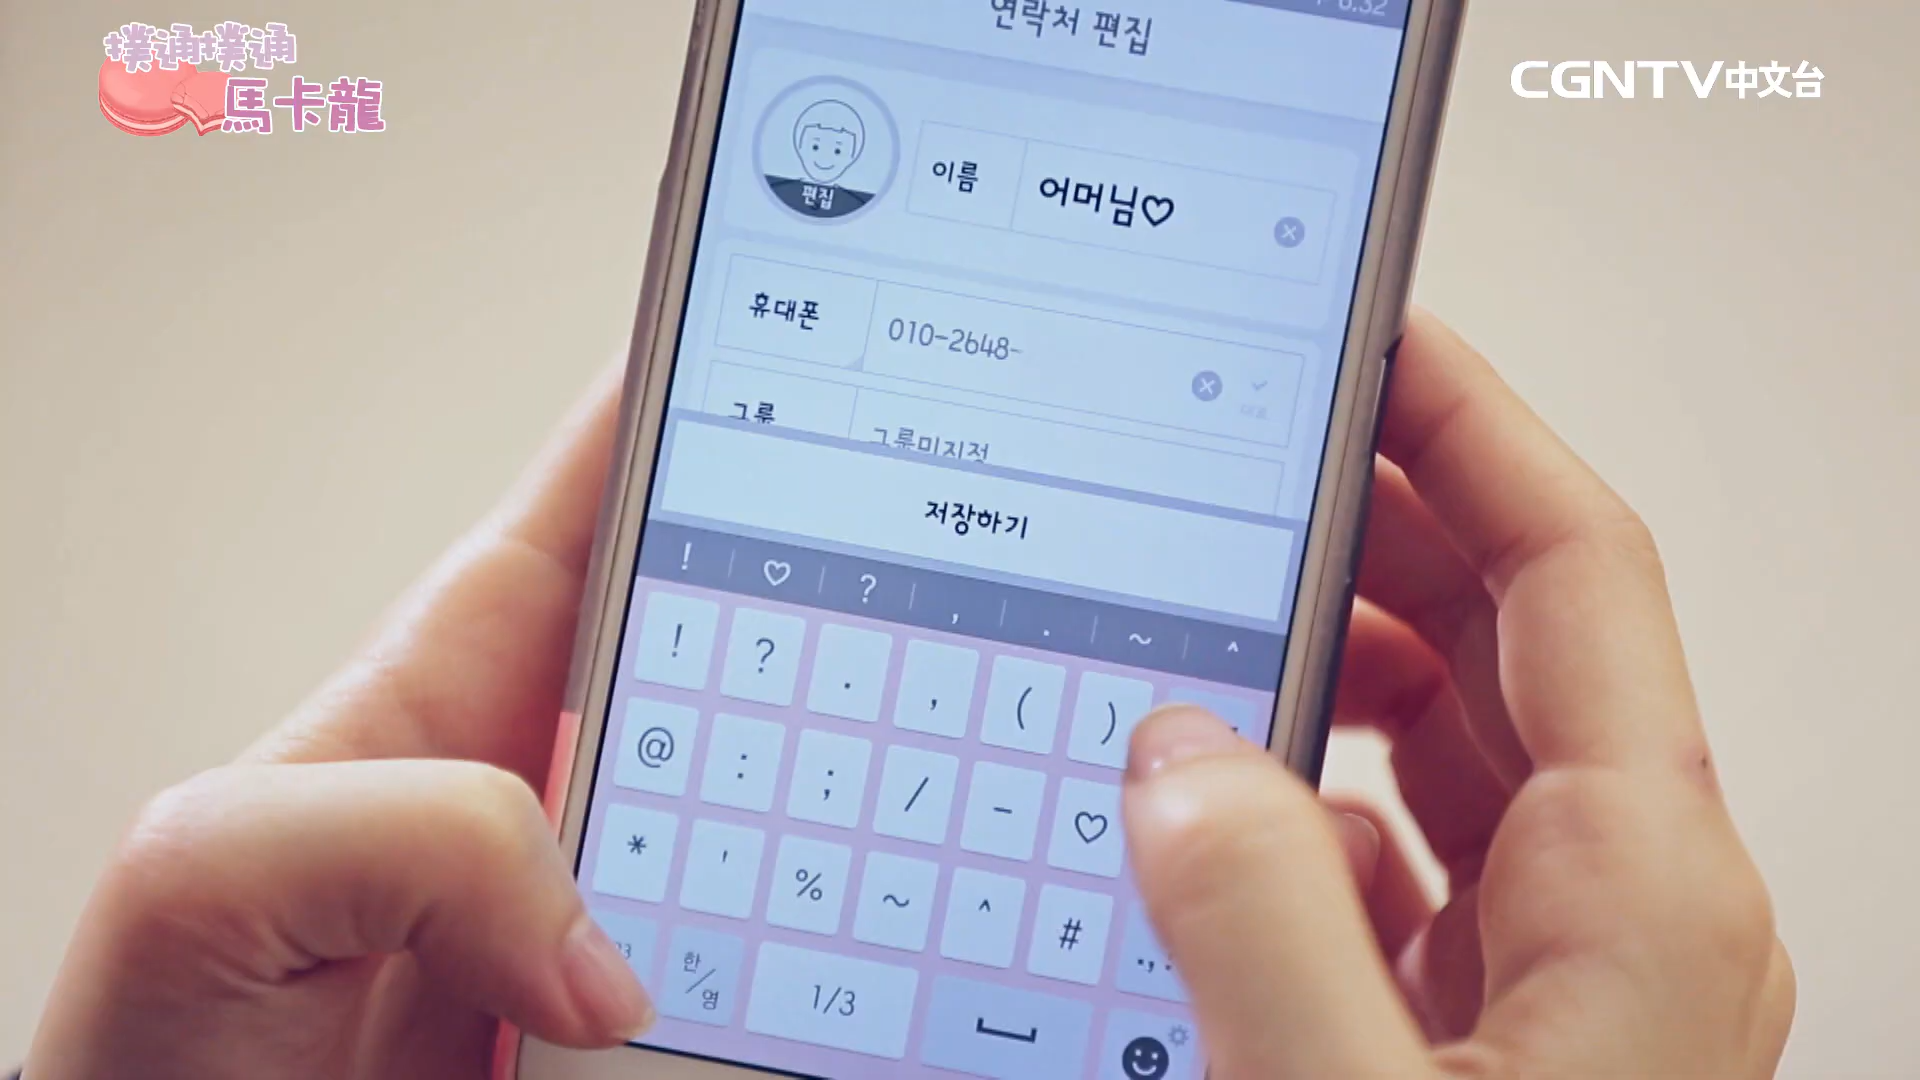 撲通撲通
馬卡龍
CGNTV中文台
6:32
연락처 편집
편집
이름
어머님♡
휴대폰
010-2648-
그룹
그룹미지정
저장하기
! ♡ ? , . ~ ^
! ? . , ( )
@ : ; / - ♡
* ' % ~ ^ #
한/영 1/3